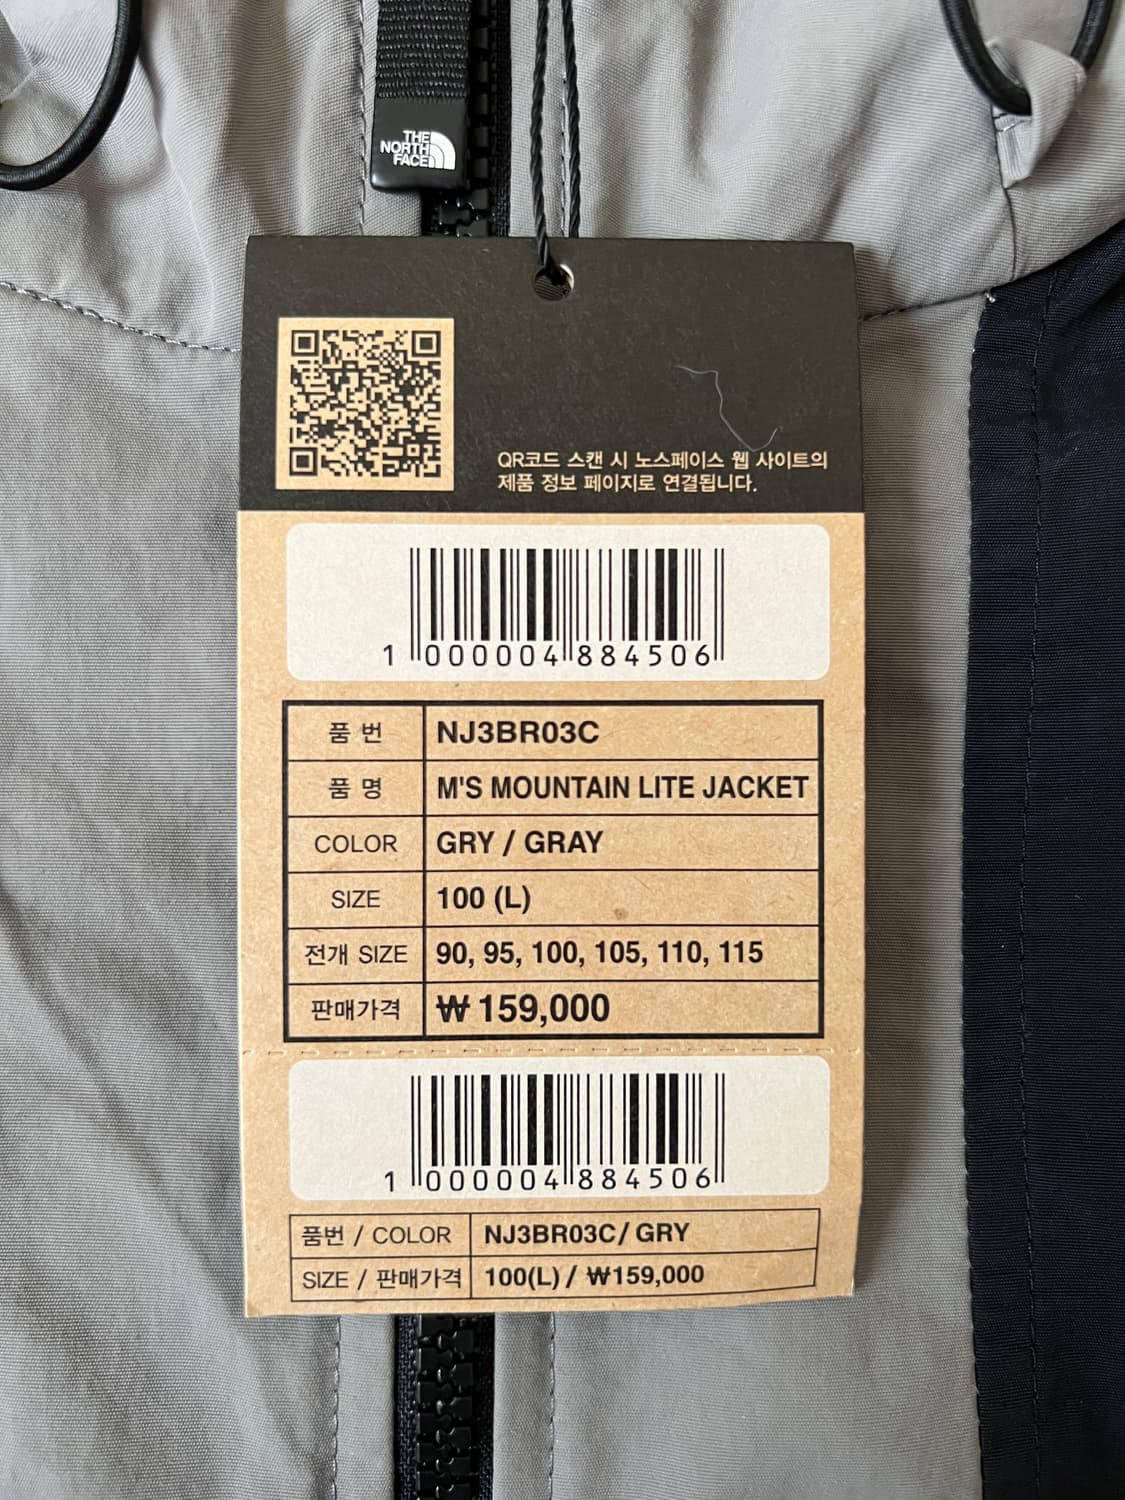 THE
NORTH
FACE
QR코드 스캔 시 노스페이스 웹 사이트의
제품 정보 페이지로 연결됩니다.
1 000004 884506
품 번 NJ3BR03C
품 명 M'S MOUNTAIN LITE JACKET
COLOR GRY / GRAY
SIZE 100 (L)
전개 SIZE 90, 95, 100, 105, 110, 115
판매가격 ₩ 159,000
1 000004 884506
품번 / COLOR NJ3BR03C/ GRY
SIZE / 판매가격 100(L) / ₩159,000